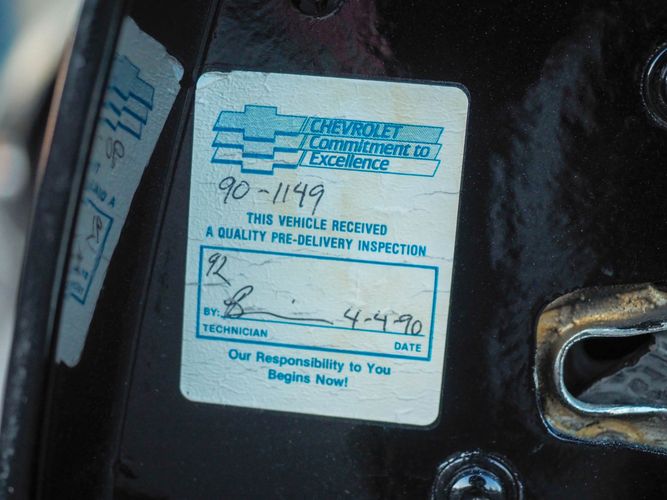 CHEVROLET
Commitment to
Excellence
90-1149
THIS VEHICLE RECEIVED
A QUALITY PRE-DELIVERY INSPECTION
92
BY: 4-4-90
TECHNICIAN DATE
Our Responsibility to You
Begins Now!